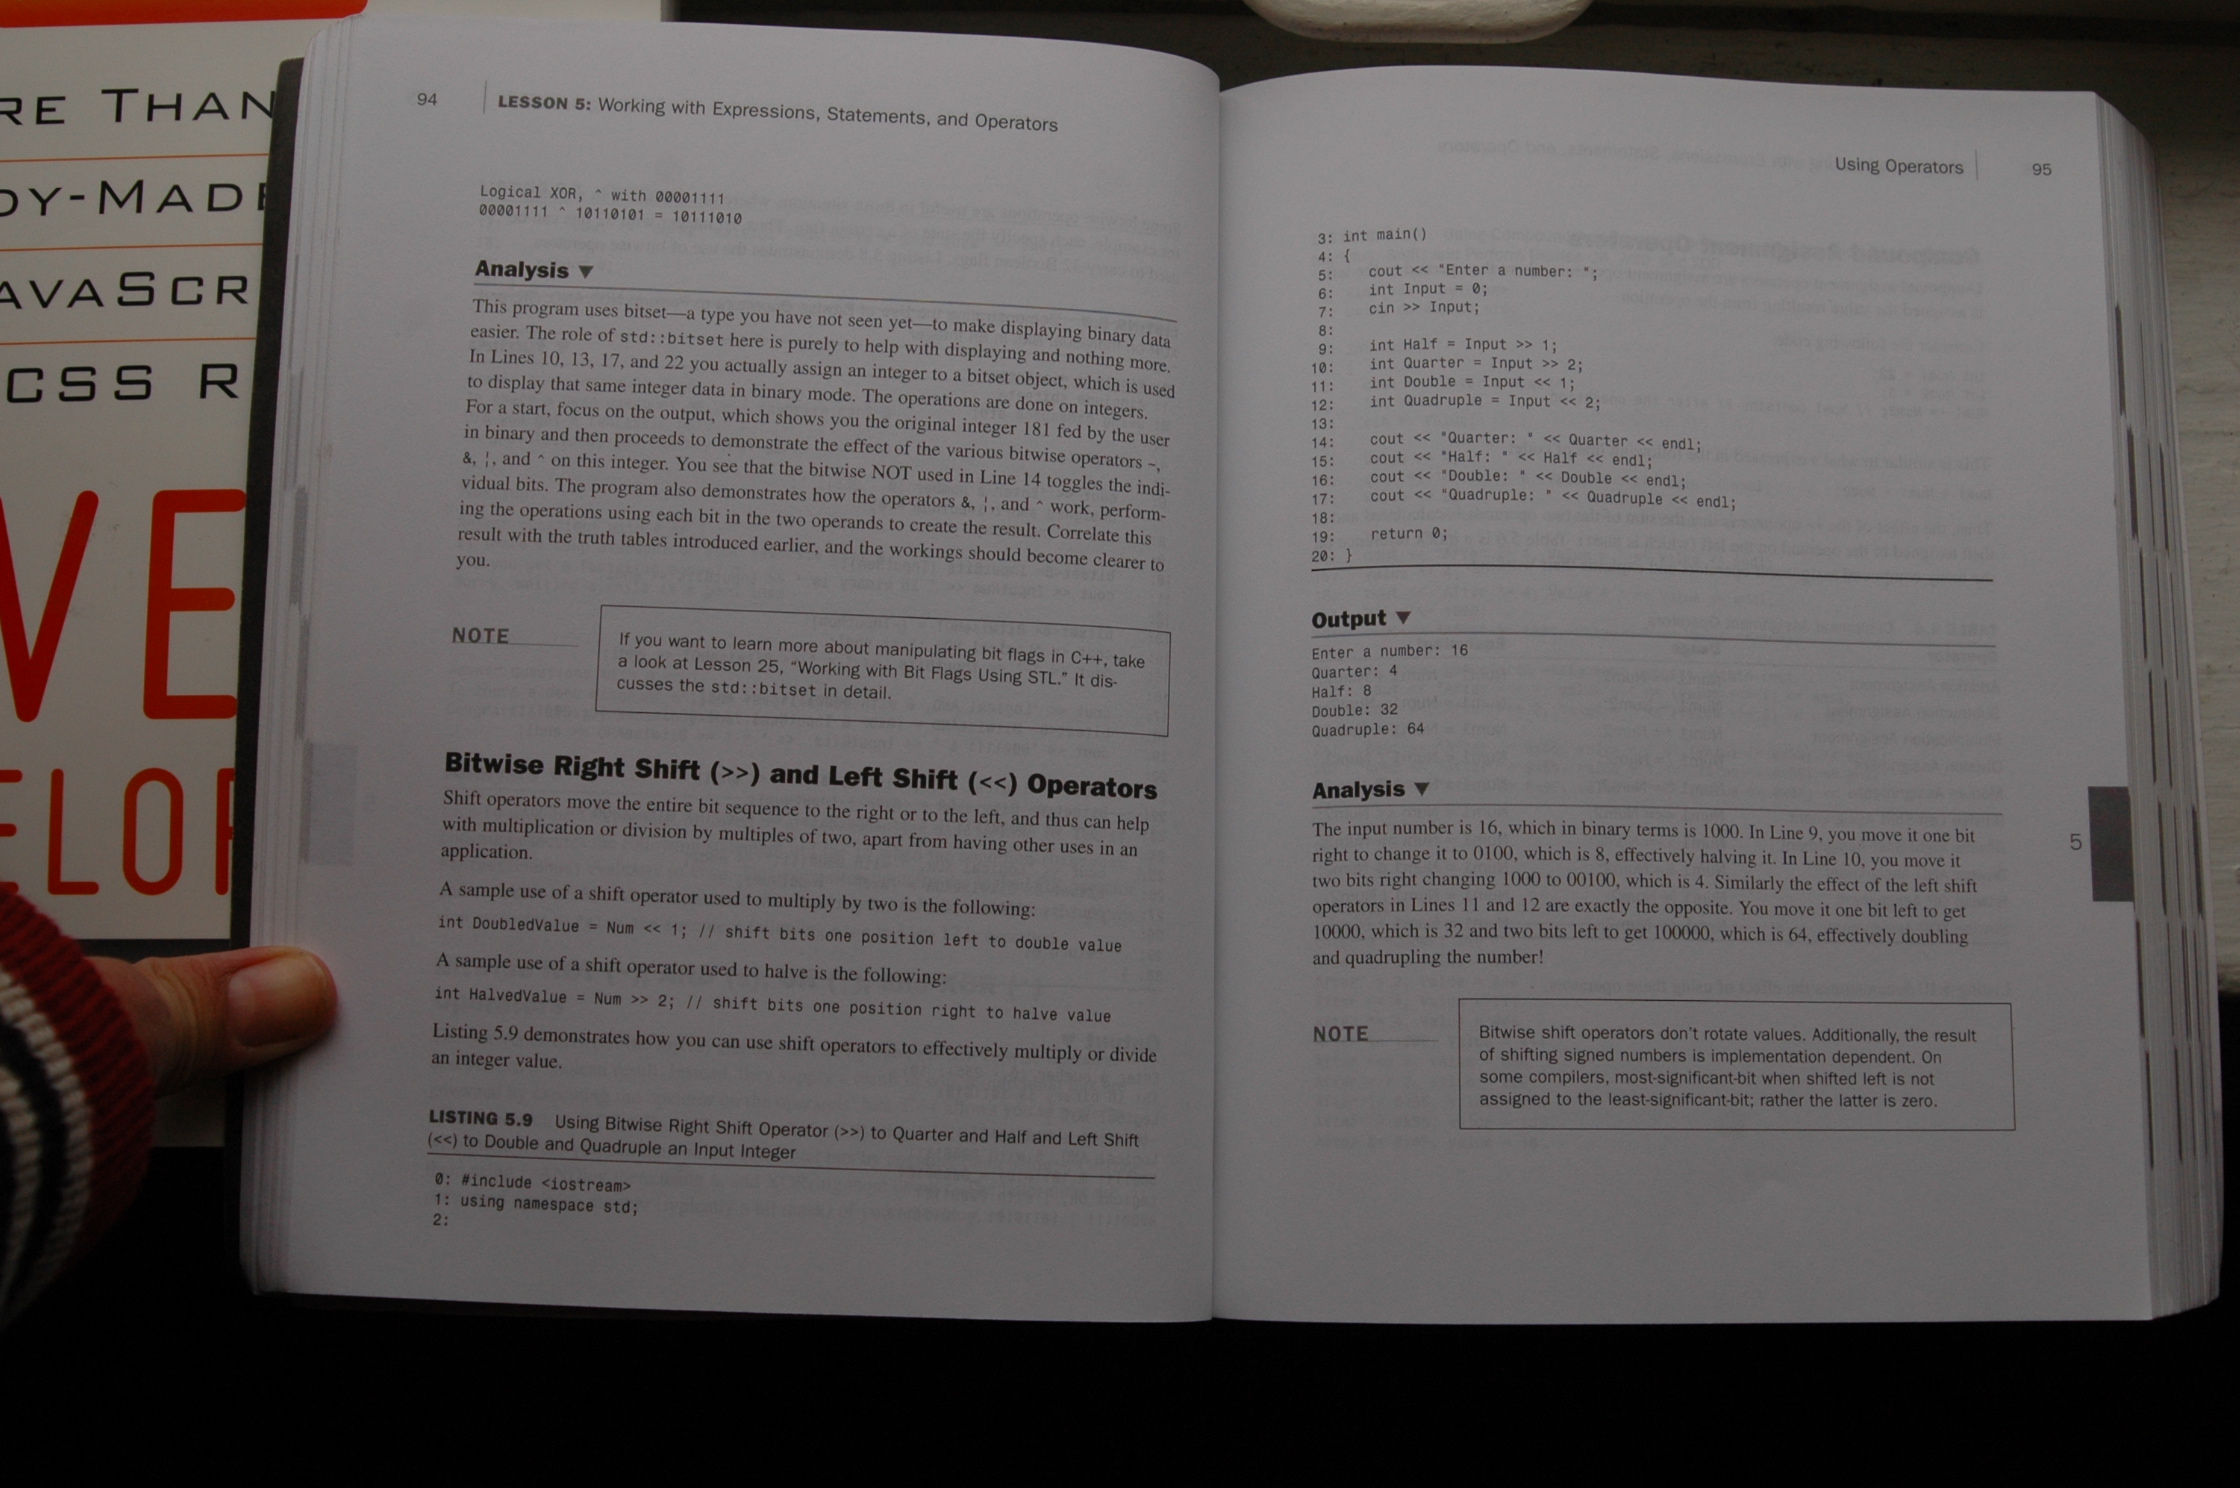 RE THAN
DY-MADE
AVASCR
CSS R
VE
ELOP
94
LESSON 5: Working with Expressions, Statements, and Operators
Logical XOR, ^ with 00001111
00001111 ^ 10110101 = 10111010
Analysis ▼
This program uses bitset—a type you have not seen yet—to make displaying binary data
easier. The role of std::bitset here is purely to help with displaying and nothing more.
In Lines 10, 13, 17, and 22 you actually assign an integer to a bitset object, which is used
to display that same integer data in binary mode. The operations are done on integers.
For a start, focus on the output, which shows you the original integer 181 fed by the user
in binary and then proceeds to demonstrate the effect of the various bitwise operators ~,
&, ¦, and ^ on this integer. You see that the bitwise NOT used in Line 14 toggles the indi-
vidual bits. The program also demonstrates how the operators &, ¦, and ^ work, perform-
ing the operations using each bit in the two operands to create the result. Correlate this
result with the truth tables introduced earlier, and the workings should become clearer to
you.
NOTE
If you want to learn more about manipulating bit flags in C++, take
a look at Lesson 25, “Working with Bit Flags Using STL.” It dis-
cusses the std::bitset in detail.
Bitwise Right Shift (>>) and Left Shift (<<) Operators
Shift operators move the entire bit sequence to the right or to the left, and thus can help
with multiplication or division by multiples of two, apart from having other uses in an
application.
A sample use of a shift operator used to multiply by two is the following:
int DoubledValue = Num << 1; // shift bits one position left to double value
A sample use of a shift operator used to halve is the following:
int HalvedValue = Num >> 2; // shift bits one position right to halve value
Listing 5.9 demonstrates how you can use shift operators to effectively multiply or divide
an integer value.
LISTING 5.9 Using Bitwise Right Shift Operator (>>) to Quarter and Half and Left Shift
(<<) to Double and Quadruple an Input Integer
0: #include <iostream>
1: using namespace std;
2:
Using Operators
95
3: int main()
4: {
5: cout << "Enter a number: ";
6: int Input = 0;
7: cin >> Input;
8:
9: int Half = Input >> 1;
10: int Quarter = Input >> 2;
11: int Double = Input << 1;
12: int Quadruple = Input << 2;
13:
14: cout << "Quarter: " << Quarter << endl;
15: cout << "Half: " << Half << endl;
16: cout << "Double: " << Double << endl;
17: cout << "Quadruple: " << Quadruple << endl;
18:
19: return 0;
20: }
Output ▼
Enter a number: 16
Quarter: 4
Half: 8
Double: 32
Quadruple: 64
Analysis ▼
The input number is 16, which in binary terms is 1000. In Line 9, you move it one bit
right to change it to 0100, which is 8, effectively halving it. In Line 10, you move it
two bits right changing 1000 to 00100, which is 4. Similarly the effect of the left shift
operators in Lines 11 and 12 are exactly the opposite. You move it one bit left to get
10000, which is 32 and two bits left to get 100000, which is 64, effectively doubling
and quadrupling the number!
5
NOTE
Bitwise shift operators don't rotate values. Additionally, the result
of shifting signed numbers is implementation dependent. On
some compilers, most-significant-bit when shifted left is not
assigned to the least-significant-bit; rather the latter is zero.